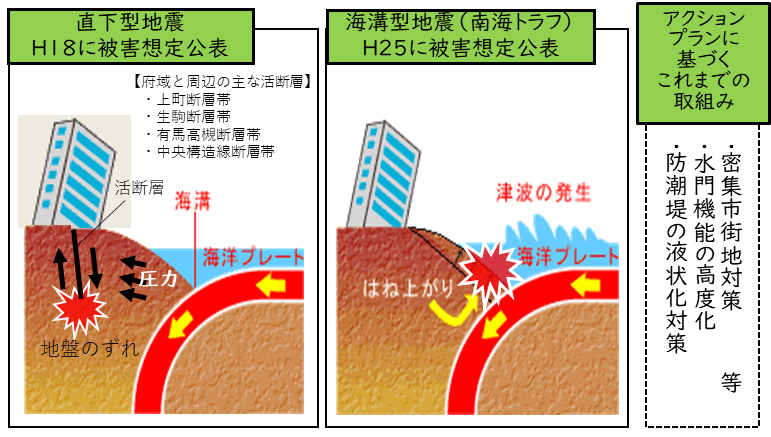 直下型地震
H18に被害想定公表
【府域と周辺の主な活断層】
・上町断層帯
・生駒断層帯
・有馬高槻断層帯
・中央構造線断層帯
活断層
海溝
海洋プレート
圧力
地盤のずれ
海溝型地震（南海トラフ）
H25に被害想定公表
津波の発生
海洋プレート
はね上がり
アクション
プランに
基づく
これまでの
取組み
・密集市街地対策　等
・水門機能の高度化
・防潮堤の液状化対策